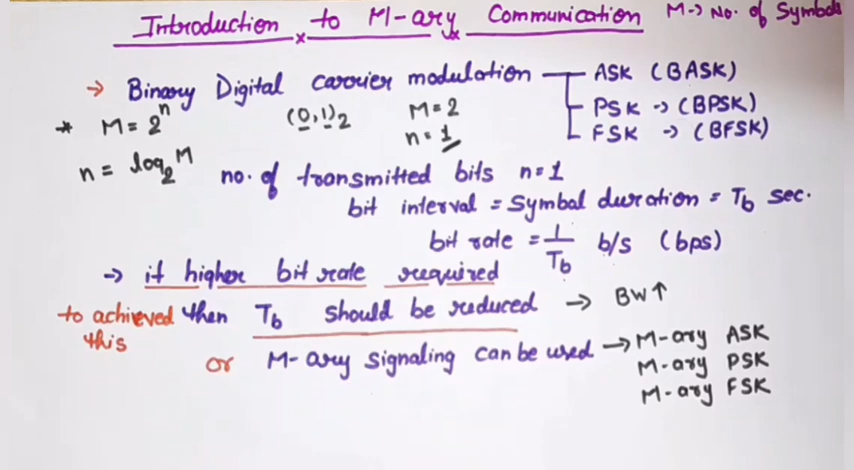 Introduction to M-ary Communication M→ No. of Symbols
→ Binary Digital carrier modulation ASK (BASK)
* M = 2^n (0,1)2 M=2 PSK → (BPSK)
n=1 FSK → (BFSK)
n = log2 M
no. of transmitted bits n=1
bit interval = Symbal duration = Tb sec.
bit rate = 1/Tb b/s (bps)
→ if higher bit rate required
to achieved then Tb should be reduced → BW↑
this
or M-ary signaling can be used → M-ary ASK
M-ary PSK
M-ary FSK